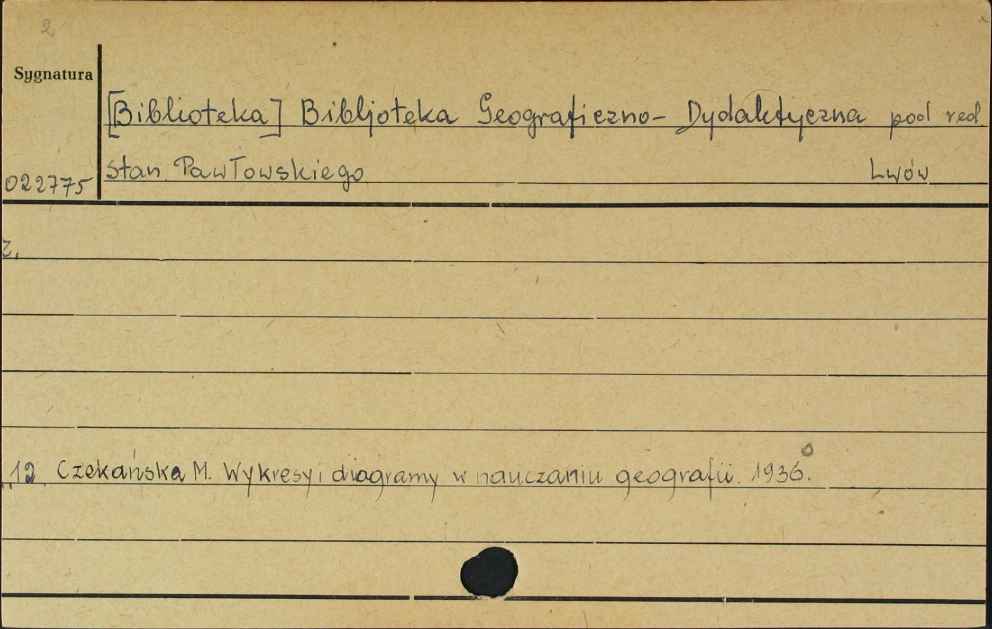 2
Sygnatura
[Biblioteka] Bibljoteka Geograficzno-Dydaktyczna pod red.
022775 Stan. Pawłowskiego Lwów
z.
12 Czekańska M. Wykresy i diagramy w nauczaniu geografii. 1936.